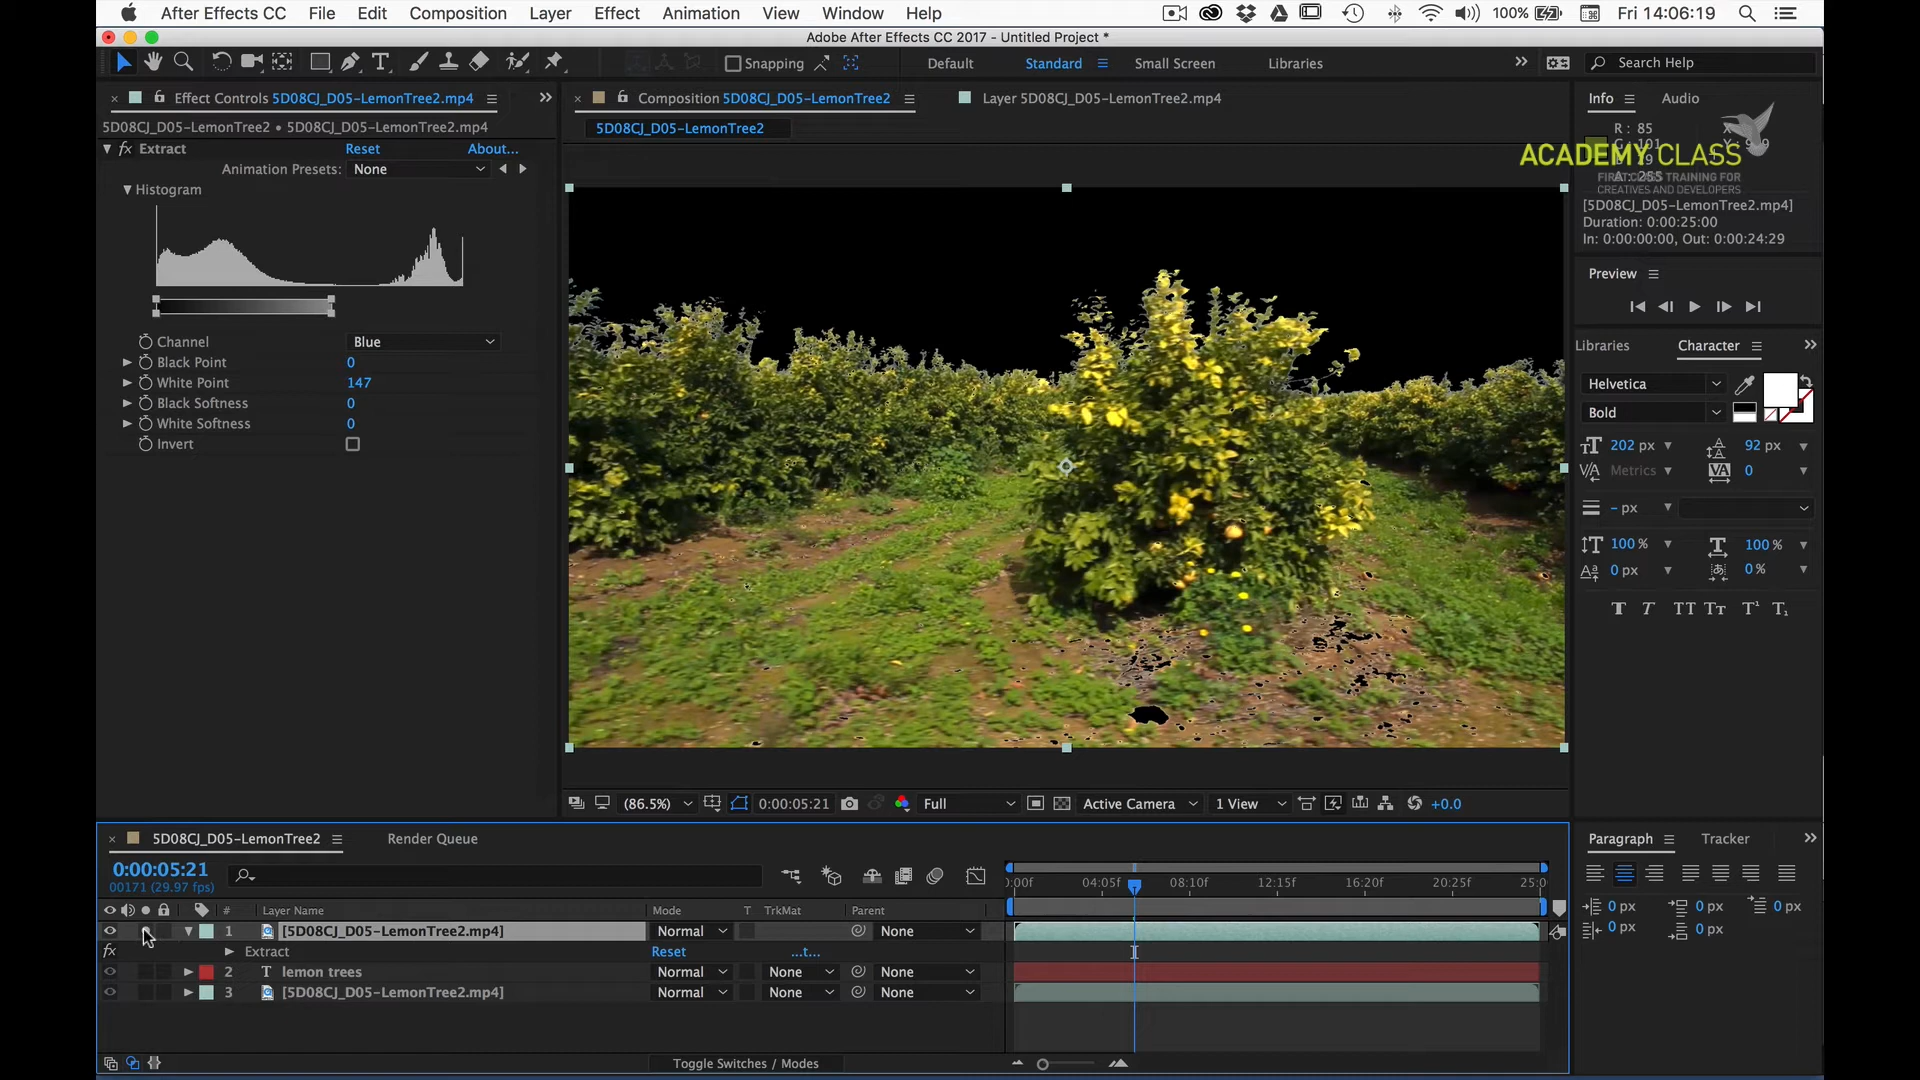 After Effects CC File Edit Composition Layer Effect Animation View Window Help 100% Fri 14:06:19
Adobe After Effects CC 2017 - Untitled Project *
Snapping Default Standard Small Screen Libraries Search Help
Effect Controls 5D08CJ_D05-LemonTree2.mp4
Composition 5D08CJ_D05-LemonTree2
Layer 5D08CJ_D05-LemonTree2.mp4
Info Audio
5D08CJ_D05-LemonTree2 • 5D08CJ_D05-LemonTree2.mp4
5D08CJ_D05-LemonTree2
R : 85
ACADEMY CLASS
FIRST CLASS TRAINING FOR
CREATIVES AND DEVELOPERS
fx Extract Reset About...
Animation Presets: None
Histogram
[5D08CJ_D05-LemonTree2.mp4]
Duration: 0:00:25:00
In: 0:00:00:00, Out: 0:00:24:29
Preview
Channel Blue
Black Point 0
White Point 147
Black Softness 0
White Softness 0
Invert
Libraries Character
Helvetica
Bold
202 px 92 px
Metrics 0
- px
100 % 100 %
0 px 0 %
(86.5%) 0:00:05:21 Full Active Camera 1 View +0.0
5D08CJ_D05-LemonTree2 Render Queue
Paragraph Tracker
0:00:05:21
00171 (29.97 fps)
:00f 04:05f 08:10f 12:15f 16:20f 20:25f 25:0
# Layer Name Mode T TrkMat Parent
0 px 0 px 0 px
0 px 0 px
1 [5D08CJ_D05-LemonTree2.mp4] Normal None
fx Extract Reset ...t...
2 T lemon trees Normal None None
3 [5D08CJ_D05-LemonTree2.mp4] Normal None None
Toggle Switches / Modes